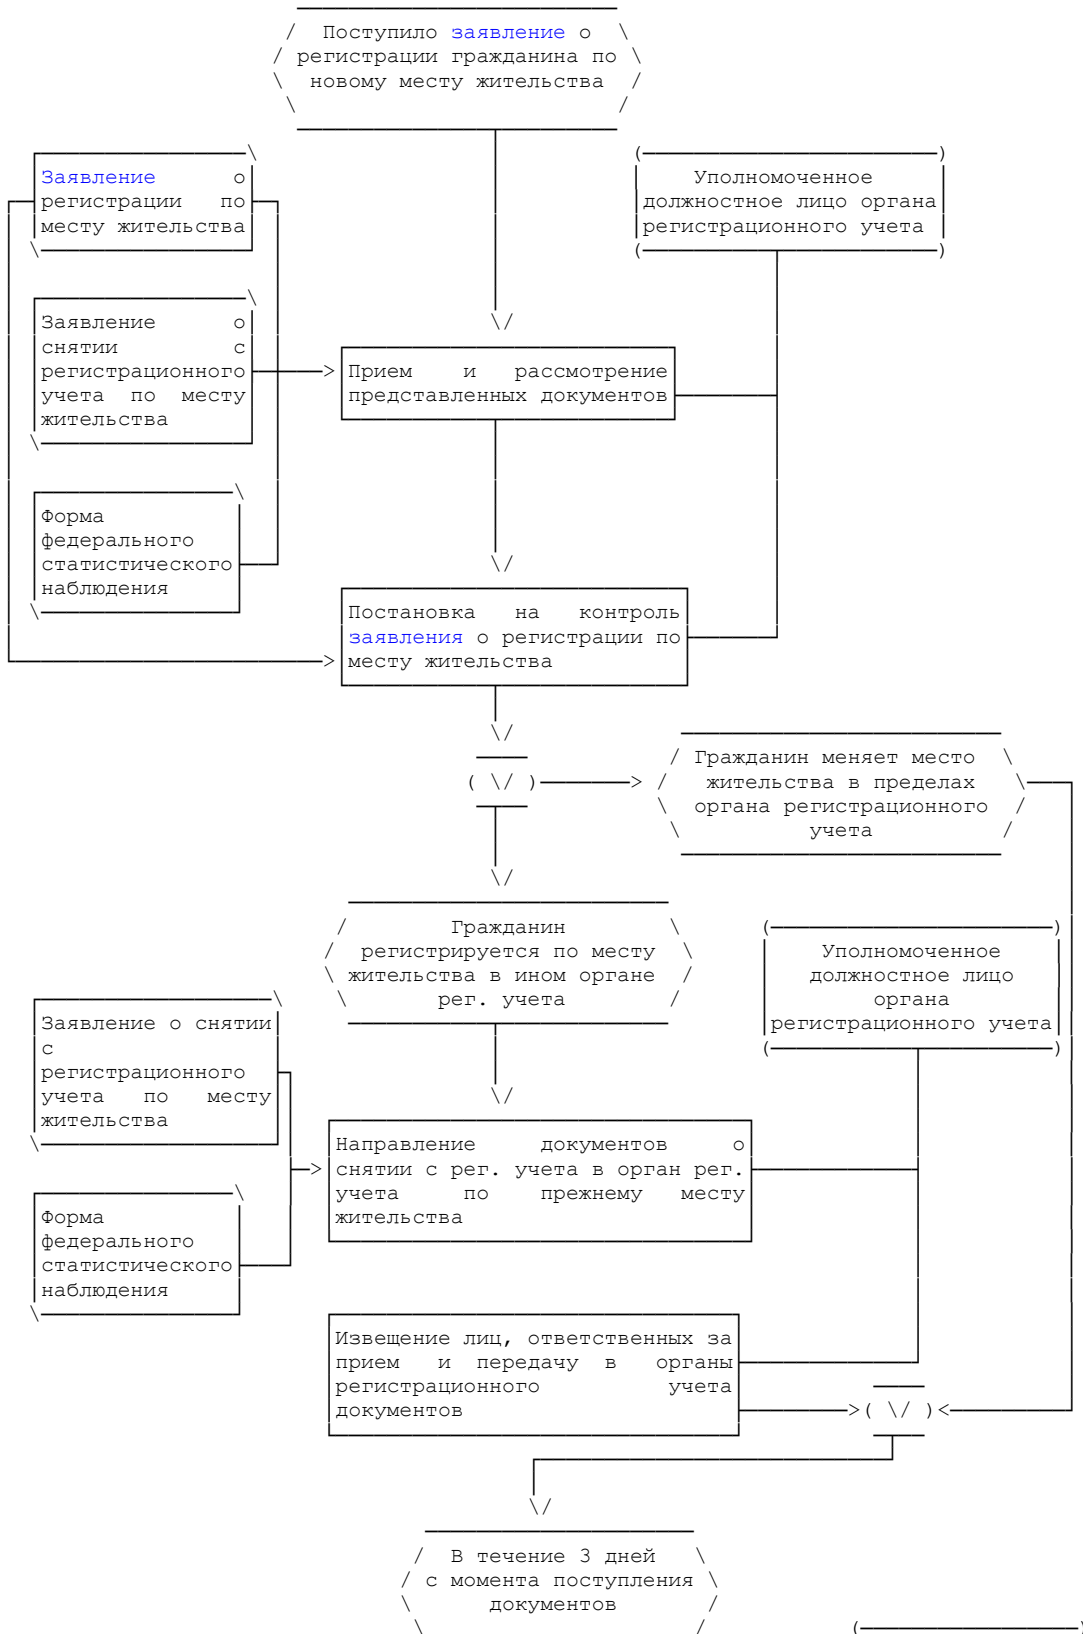 Поступило заявление о
регистрации гражданина по
новому месту жительства
Заявление о
регистрации по
месту жительства
Уполномоченное
должностное лицо органа
регистрационного учета
Заявление о
снятии с
регистрационного
учета по месту
жительства
Прием и рассмотрение
представленных документов
Форма
федерального
статистического
наблюдения
Постановка на контроль
заявления о регистрации по
месту жительства
Гражданин меняет место
жительства в пределах
органа регистрационного
учета
Гражданин
регистрируется по месту
жительства в ином органе
рег. учета
Уполномоченное
должностное лицо
органа
регистрационного учета
Заявление о снятии
с
регистрационного
учета по месту
жительства
Направление документов о
снятии с рег. учета в орган рег.
учета по прежнему месту
жительства
Форма
федерального
статистического
наблюдения
Извещение лиц, ответственных за
прием и передачу в органы
регистрационного учета
документов
В течение 3 дней
с момента поступления
документов